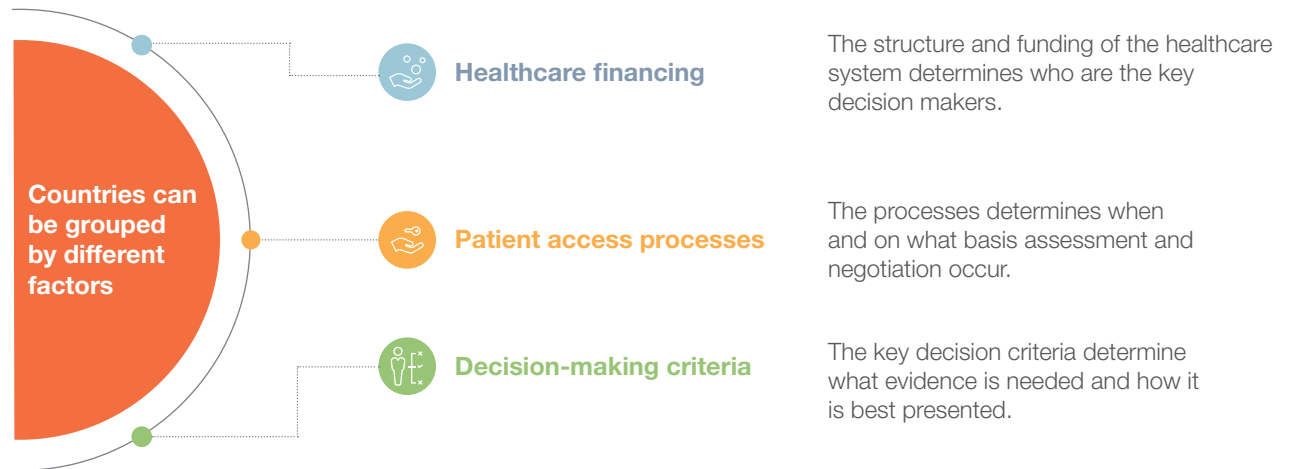 Countries can
be grouped
by different
factors
Healthcare financing
The structure and funding of the healthcare
system determines who are the key
decision makers.
Patient access processes
The processes determines when
and on what basis assessment and
negotiation occur.
Decision-making criteria
The key decision criteria determine
what evidence is needed and how it
is best presented.